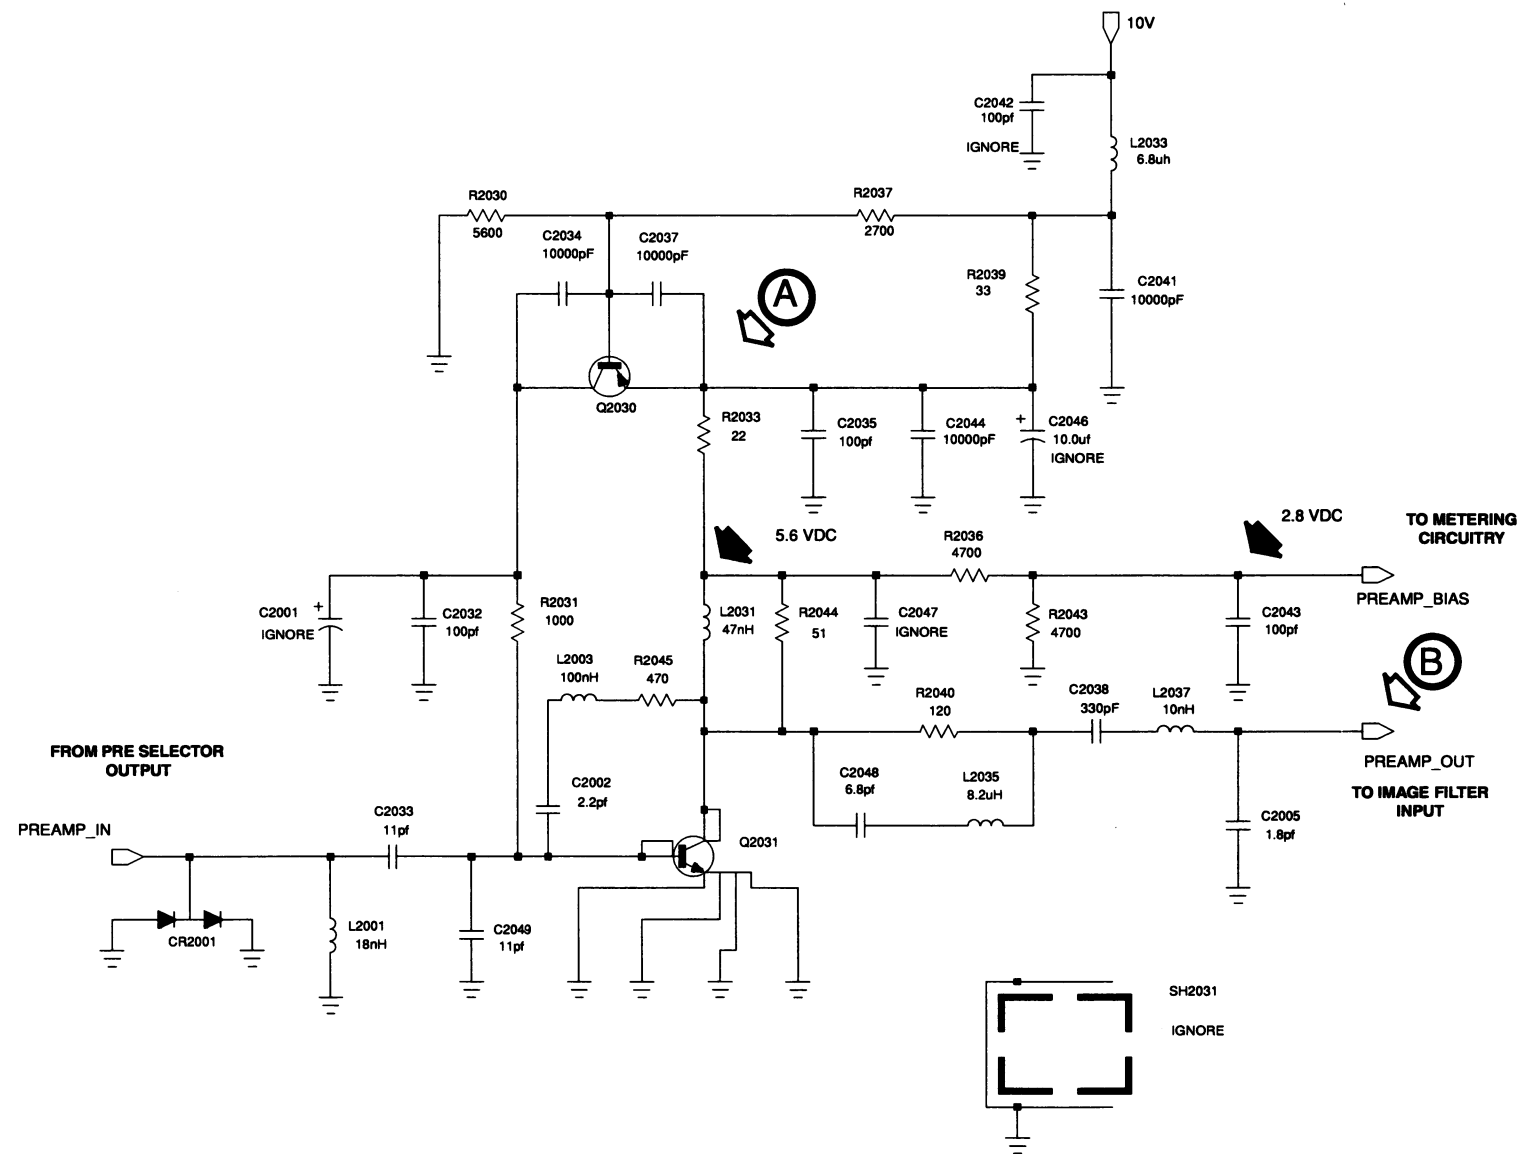 10V
C2042
100pf
IGNORE
L2033
6.8uh
R2030
5600
R2037
2700
C2034
10000pF
C2037
10000pF
A
R2039
33
C2041
10000pF
Q2030
R2033
22
C2035
100pf
C2044
10000pF
+
C2046
10.0uf
IGNORE
5.6 VDC
R2036
4700
2.8 VDC
TO METERING
CIRCUITRY
PREAMP_BIAS
C2001
+
IGNORE
C2032
100pf
R2031
1000
L2031
47nH
R2044
51
C2047
IGNORE
R2043
4700
C2043
100pf
L2003
100nH
R2045
470
B
R2040
120
C2038
330pF
L2037
10nH
FROM PRE SELECTOR
OUTPUT
PREAMP_OUT
TO IMAGE FILTER
INPUT
C2002
2.2pf
C2048
6.8pf
L2035
8.2uH
C2005
1.8pf
PREAMP_IN
C2033
11pf
Q2031
CR2001
L2001
18nH
C2049
11pf
SH2031
IGNORE